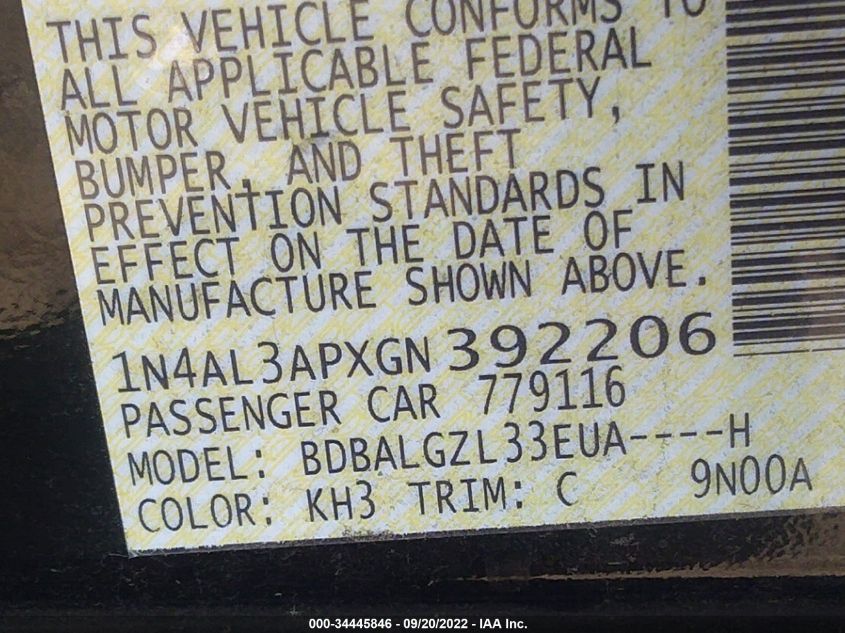 THIS VEHICLE CONFORMS TO
ALL APPLICABLE FEDERAL
MOTOR VEHICLE SAFETY,
BUMPER, AND THEFT
PREVENTION STANDARDS IN
EFFECT ON THE DATE OF
MANUFACTURE SHOWN ABOVE.
1N4AL3APXGN392206
PASSENGER CAR 779116
MODEL: BDBALGZL33EUA----H
COLOR: KH3 TRIM: C 9N00A
000-34445846 - 09/20/2022 - IAA Inc.